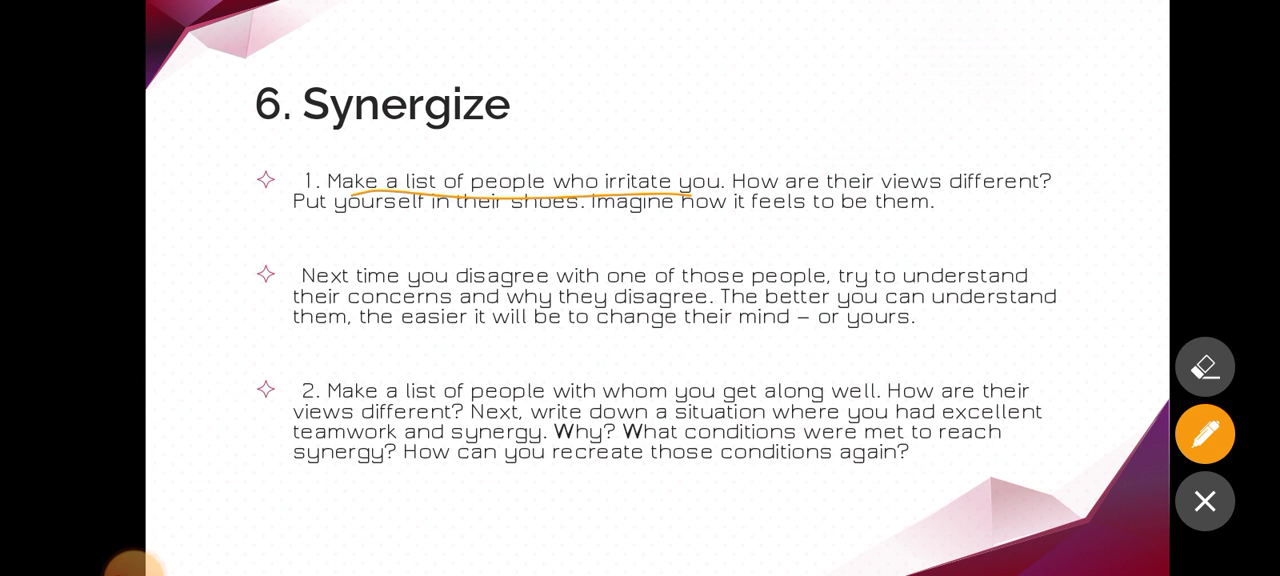 6. Synergize
1. Make a list of people who irritate you. How are their views different?
Put yourself in their shoes. Imagine how it feels to be them.
Next time you disagree with one of those people, try to understand
their concerns and why they disagree. The better you can understand
them, the easier it will be to change their mind – or yours.
2. Make a list of people with whom you get along well. How are their
views different? Next, write down a situation where you had excellent
teamwork and synergy. Why? What conditions were met to reach
synergy? How can you recreate those conditions again?